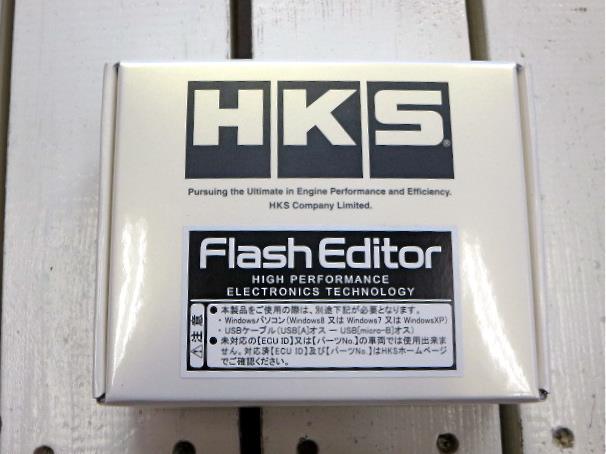 HKS®
Pursuing the Ultimate in Engine Performance and Efficiency.
HKS Company Limited.
Flash Editor
HIGH PERFORMANCE
ELECTRONICS TECHNOLOGY
⚠注意
● 本製品をご使用の際は、別途下記が必要となります。
・Windowsパソコン(Windows8 又は Windows7 又は WindowsXP)
・USBケーブル(USB[A]オス ー USB[micro-B]オス)
● 未対応の【ECU ID】又は【パーツNo.】の車両では使用出来ま
せん。対応済【ECU ID】及び【パーツNo.】はHKSホームページ
でご確認ください。